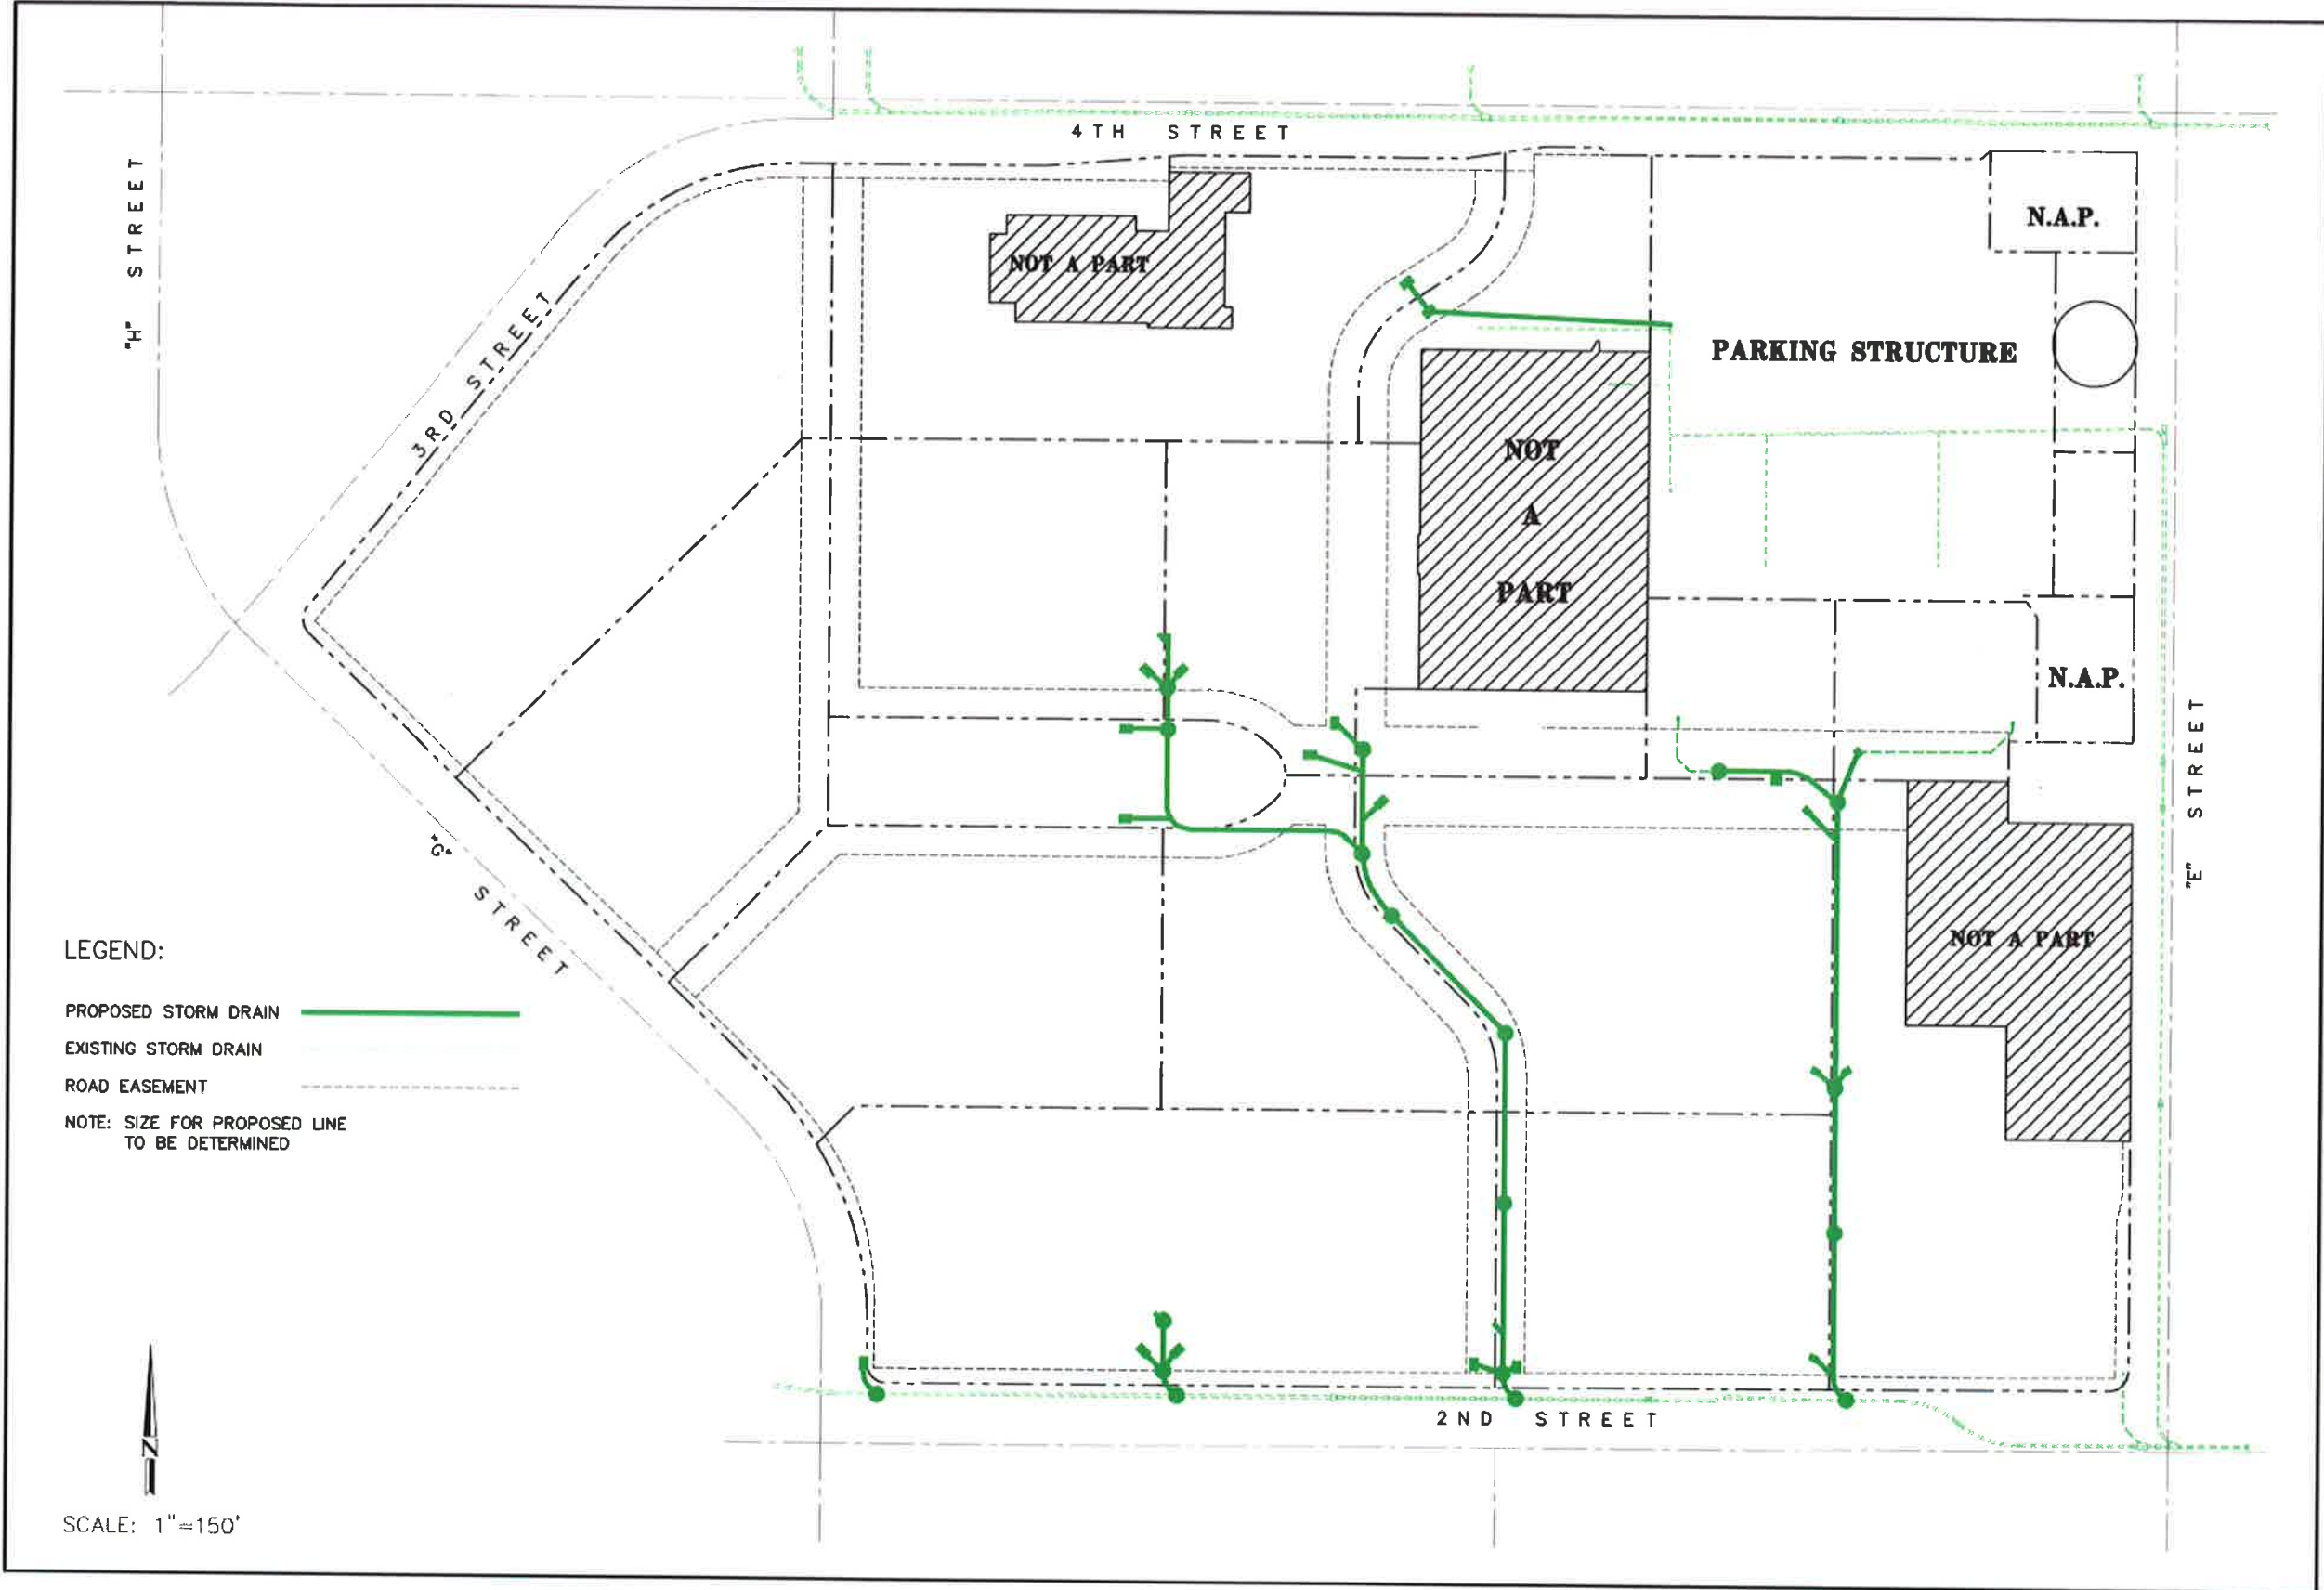 4TH STREET
"H" STREET
N.A.P.
NOT A PART
3RD STREET
PARKING STRUCTURE
NOT
A
PART
N.A.P.
"E" STREET
"G" STREET
NOT A PART
LEGEND:
PROPOSED STORM DRAIN
EXISTING STORM DRAIN
ROAD EASEMENT
NOTE: SIZE FOR PROPOSED LINE
TO BE DETERMINED
2ND STREET
N
SCALE: 1"=150'